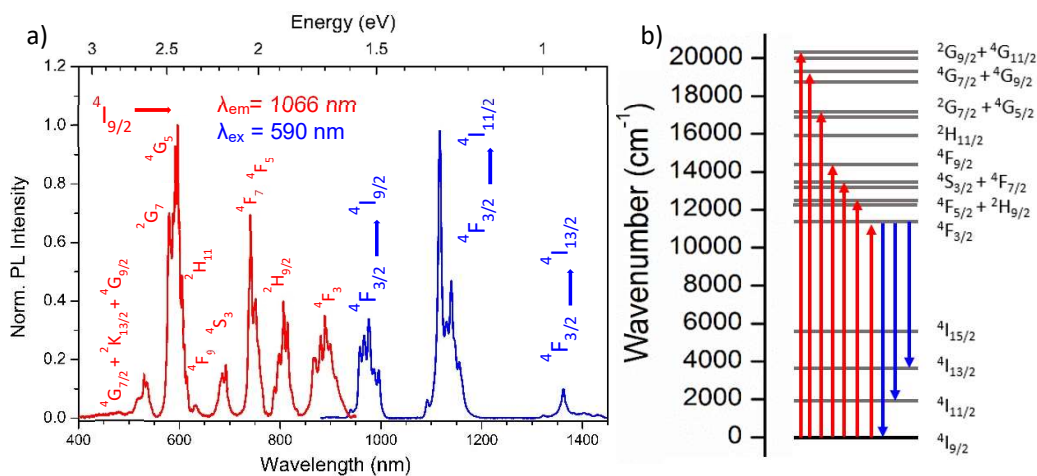 a)
Energy (eV)
3 2.5 2 1.5 1
Norm. PL Intensity
1.2
1.0
0.8
0.6
0.4
0.2
0.0
400 600 800 1000 1200 1400
Wavelength (nm)
⁴I₉/₂
λem= 1066 nm
λex = 590 nm
⁴G₇/₂ + ²K₁₃/₂ + ⁴G₉/₂
²G₇
⁴G₅
²H₁₁
⁴F₉
⁴S₃
⁴F₇
⁴F₅
²H₉/₂
⁴F₃
⁴F₃/₂
⁴I₉/₂
⁴F₃/₂
⁴I₁₁/₂
⁴F₃/₂
⁴I₁₃/₂
b)
Wavenumber (cm⁻¹)
20000
18000
16000
14000
12000
10000
8000
6000
4000
2000
0
²G₉/₂ + ⁴G₁₁/₂
⁴G₇/₂ + ⁴G₉/₂
²G₇/₂ + ⁴G₅/₂
²H₁₁/₂
⁴F₉/₂
⁴S₃/₂ + ⁴F₇/₂
⁴F₅/₂ + ²H₉/₂
⁴F₃/₂
⁴I₁₅/₂
⁴I₁₃/₂
⁴I₁₁/₂
⁴I₉/₂